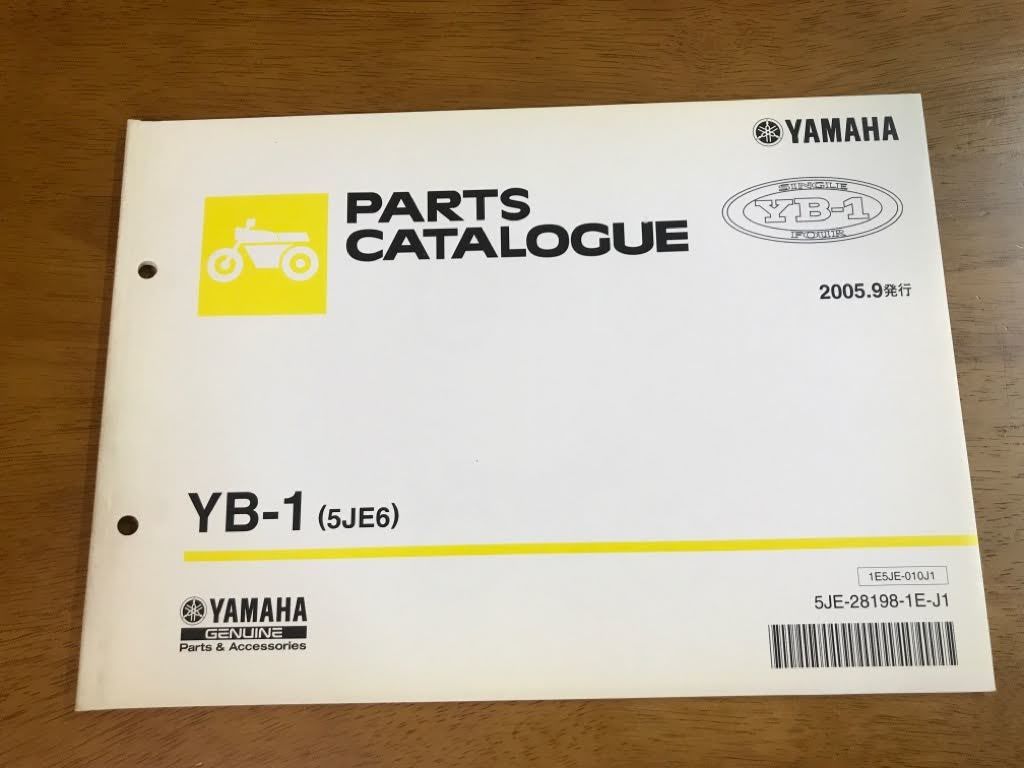 YAMAHA
PARTS
CATALOGUE
SINGLE
YB-1
FOUR
2005.9発行
YB-1 (5JE6)
1E5JE-010J1
5JE-28198-1E-J1
YAMAHA
GENUINE
Parts & Accessories